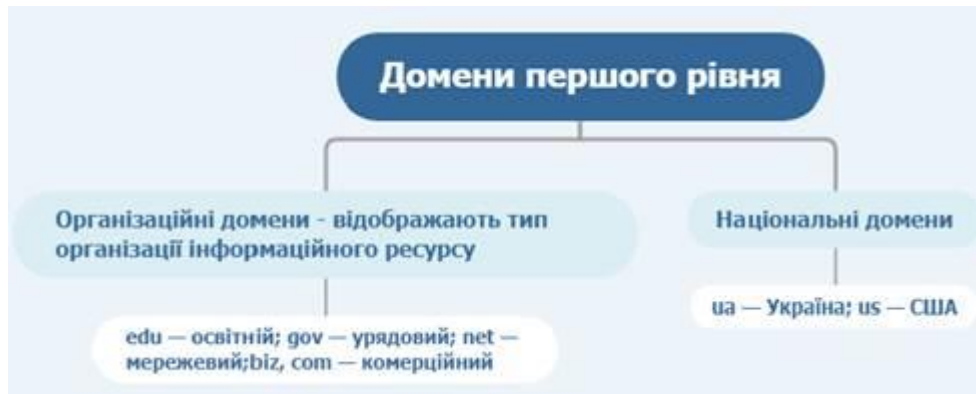 Домени першого рівня
Організаційні домени - відображають тип
організації інформаційного ресурсу
Національні домени
edu — освітній; gov — урядовий; net —
мережевий;biz, com — комерційний
ua — Україна; us — США